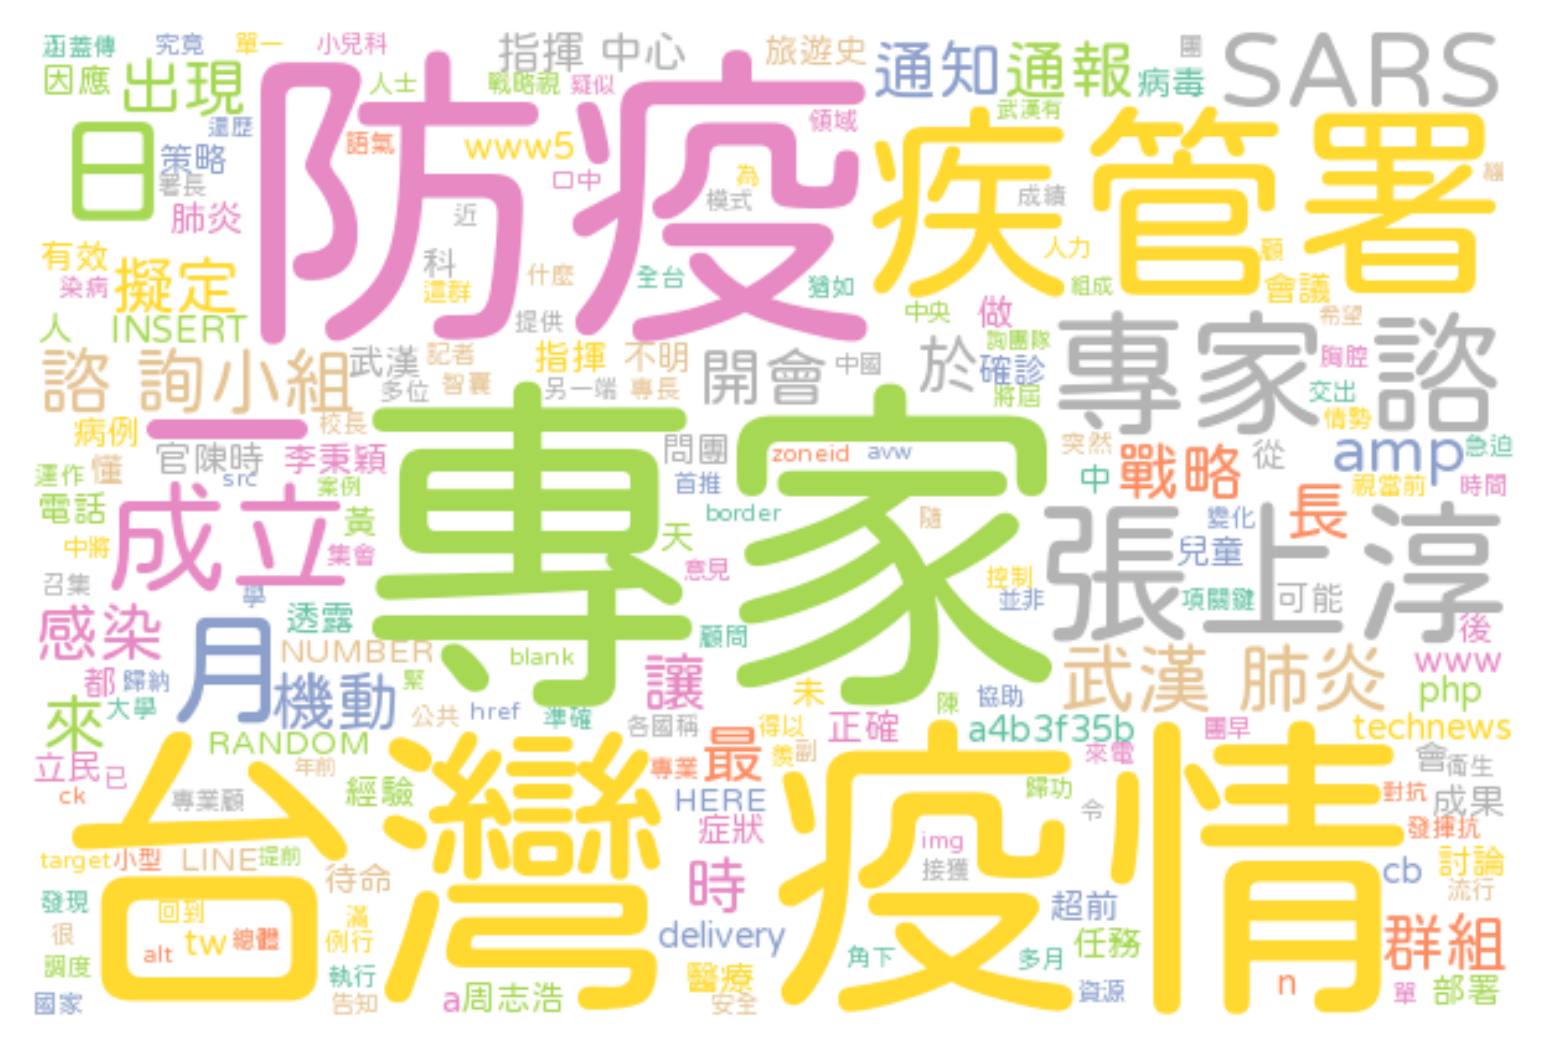 涵蓋傳 究竟 單一 小兒科 指揮 中心 旅遊史 通知 通報 團 SARS
因應 出現 人士 戰略視 疑似 病毒
防疫 疾管署
日 還歷 語氣 www5 領域 武漢有
策略 署長 口中 為 模式 成績
肺炎 近 人力 顧
有效 擬定 科 什麼 全台 猶如 組成 會議
染病 這群 中央 做 希望
人 INSERT 提供 詢團隊 專家 諮
諮 詢小組 武漢 記者 指揮 不明 開會 中國 於 確診 胸腔
多位 智囊 另一端 專長 將屆 交出
病例 一 校長 情勢
官陳時 李秉穎 問團 zoneid avw 突然 戰略 從 amp 急迫
運作 懂 src 案例 專家 首推 中 視當前 時間
電話 成立 黃 border 隨 變化 長
中將 集會 天 兒童
召集 學 意見 控制 張上淳
感染 透露 並非 項關鍵 可能
月 NUMBER 顧問 後
都 歸納 機動 緊 blank 讓 未 武漢 肺炎 www
來 大學 公共 href 準確 陳 協助 php
RANDOM 各國稱 得以 正確 a4b3f35b 團早 technews
立民 已 年前 專業 最 羨 副 來電 會 衛生
ck 專業顧 經驗 HERE 歸功 對抗 成果
台灣 疫情
症狀 令 發揮抗
target 小型 LINE 提前 img cb 討論
待命 時 接獲 流行
發現 回到 滿 超前
很 alt tw 總體 例行 delivery 任務 群組
調度 執行 醫療 角下 多月 n
國家 告知 a 周志浩 安全 資源 單 部署